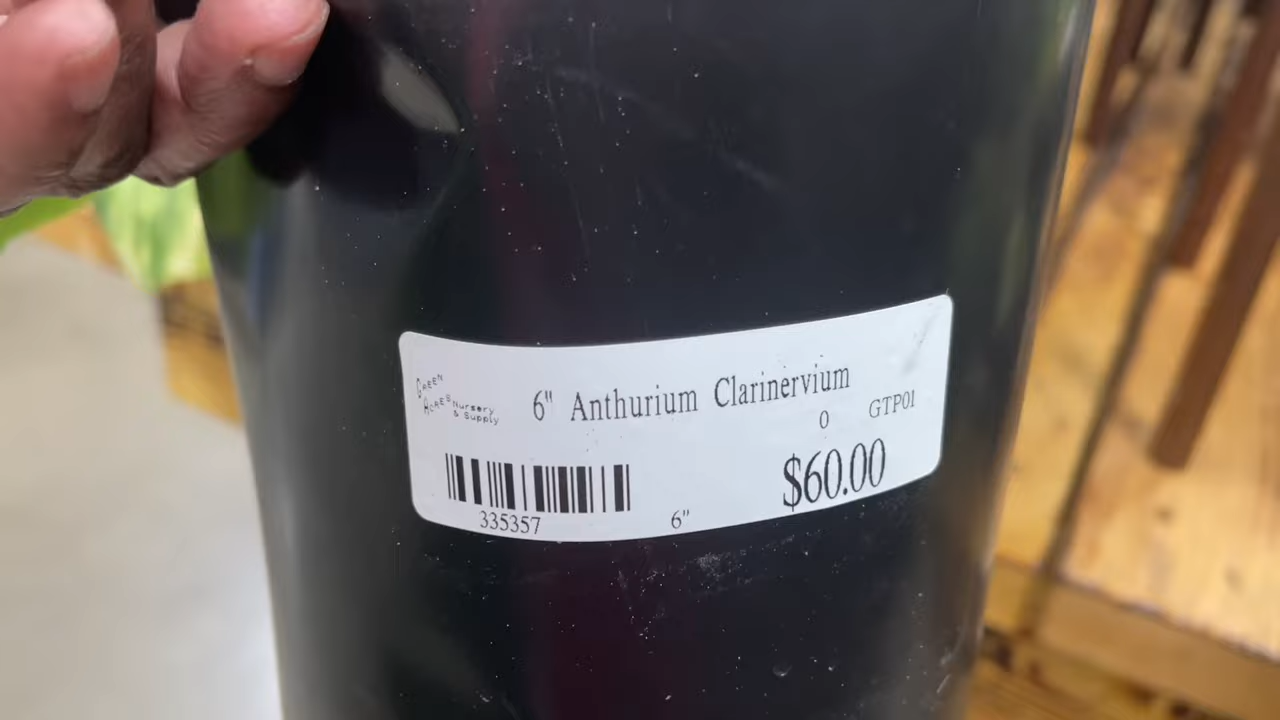 GREEN
ACRES Nursery
& Supply
6" Anthurium Clarinervium
0 GTP01
$60.00
335357 6"